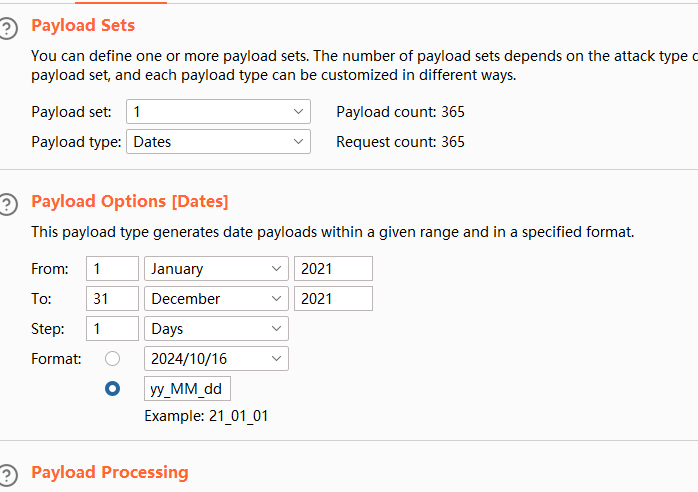 Payload Sets
You can define one or more payload sets. The number of payload sets depends on the attack type
payload set, and each payload type can be customized in different ways.
Payload set: 1 Payload count: 365
Payload type: Dates Request count: 365
Payload Options [Dates]
This payload type generates date payloads within a given range and in a specified format.
From: 1 January 2021
To: 31 December 2021
Step: 1 Days
Format: 2024/10/16
yy_MM_dd
Example: 21_01_01
Payload Processing